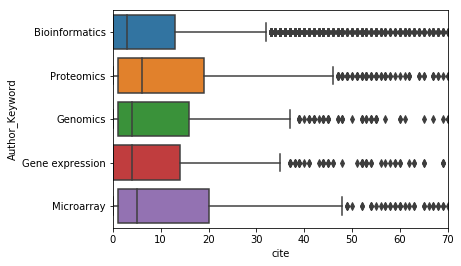 Author_Keyword
Bioinformatics
Proteomics
Genomics
Gene expression
Microarray
0 10 20 30 40 50 60 70
cite